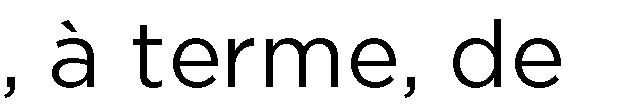 , à terme, de